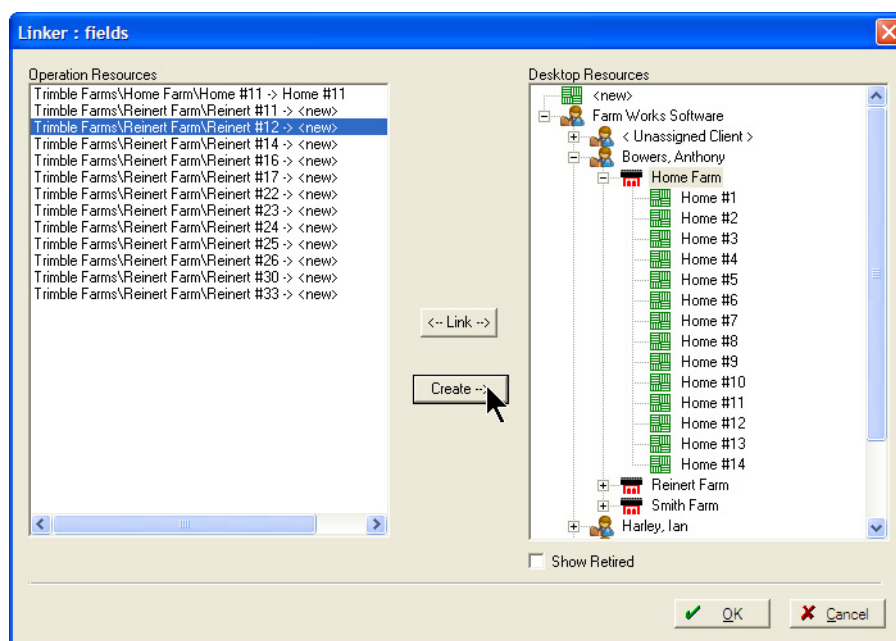 Linker : fields
Operation Resources
Trimble Farms\Home Farm\Home #11 -> Home #11
Trimble Farms\Reinert Farm\Reinert #11 -> <new>
Trimble Farms\Reinert Farm\Reinert #12 -> <new>
Trimble Farms\Reinert Farm\Reinert #14 -> <new>
Trimble Farms\Reinert Farm\Reinert #16 -> <new>
Trimble Farms\Reinert Farm\Reinert #17 -> <new>
Trimble Farms\Reinert Farm\Reinert #22 -> <new>
Trimble Farms\Reinert Farm\Reinert #23 -> <new>
Trimble Farms\Reinert Farm\Reinert #24 -> <new>
Trimble Farms\Reinert Farm\Reinert #25 -> <new>
Trimble Farms\Reinert Farm\Reinert #26 -> <new>
Trimble Farms\Reinert Farm\Reinert #30 -> <new>
Trimble Farms\Reinert Farm\Reinert #33 -> <new>
<-- Link -->
Create -->
Desktop Resources
<new>
Farm Works Software
< Unassigned Client >
Bowers, Anthony
Home Farm
Home #1
Home #2
Home #3
Home #4
Home #5
Home #6
Home #7
Home #8
Home #9
Home #10
Home #11
Home #12
Home #13
Home #14
Reinert Farm
Smith Farm
Harley, Ian
Show Retired
OK
Cancel